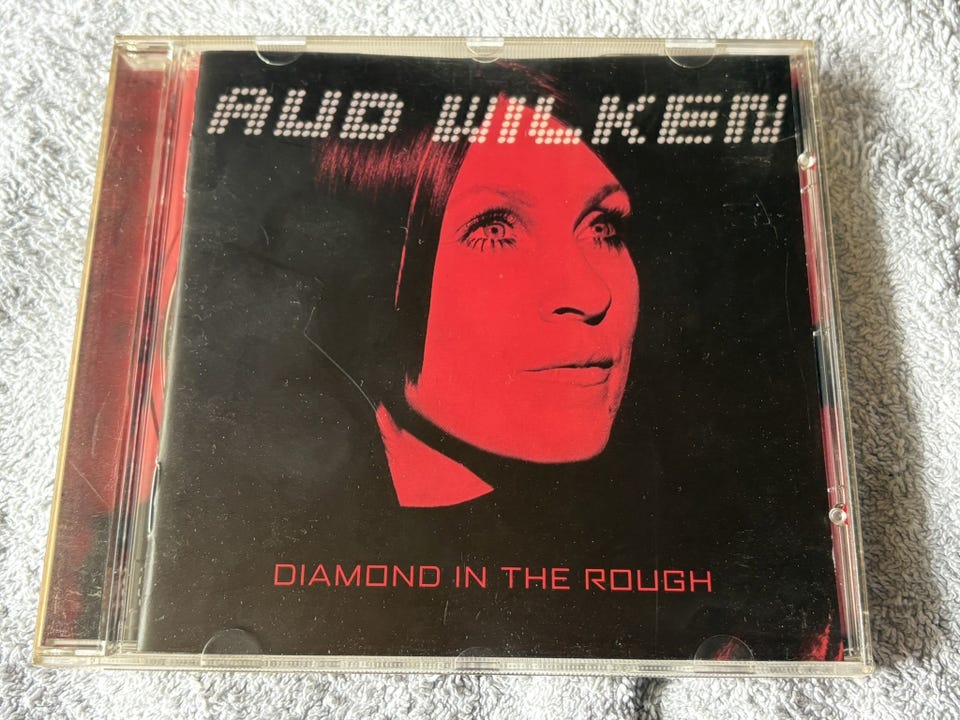 AUD WILKEN
DIAMOND IN THE ROUGH